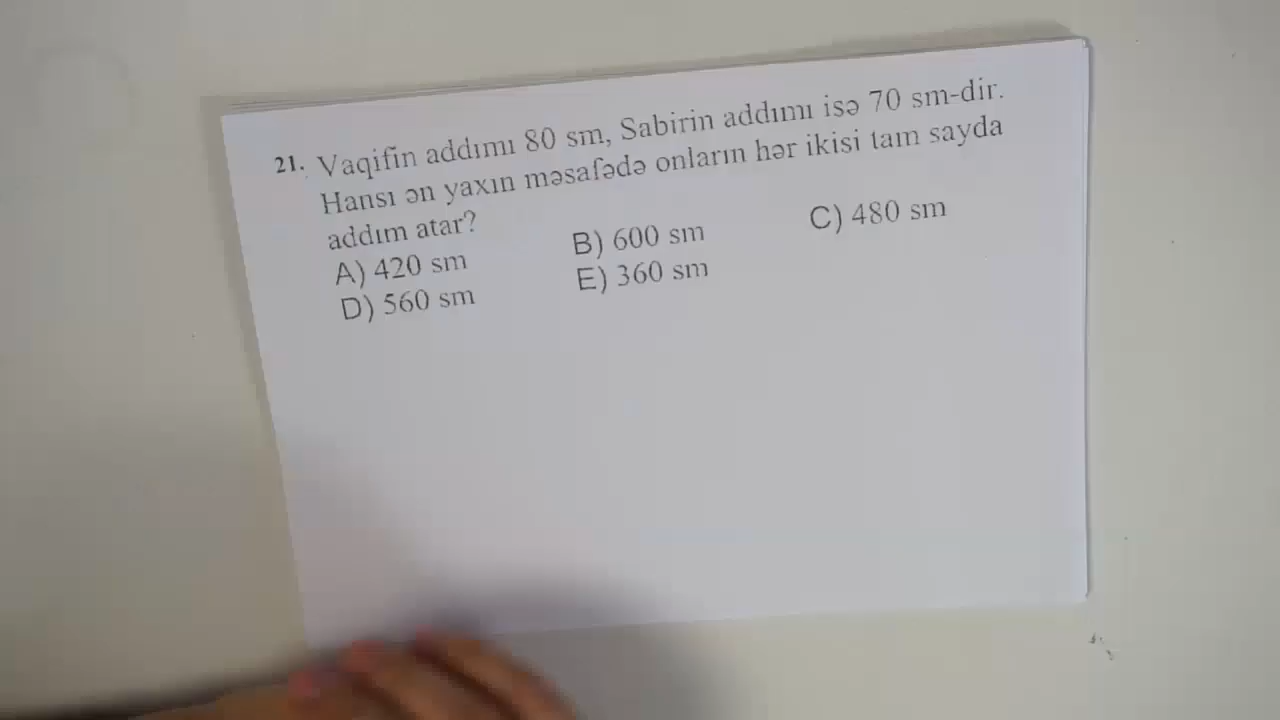 21. Vaqifin addımı 80 sm, Sabirin addımı isə 70 sm-dir.
Hansı ən yaxın məsafədə onların hər ikisi tam sayda
addım atar?
A) 420 sm B) 600 sm C) 480 sm
D) 560 sm E) 360 sm